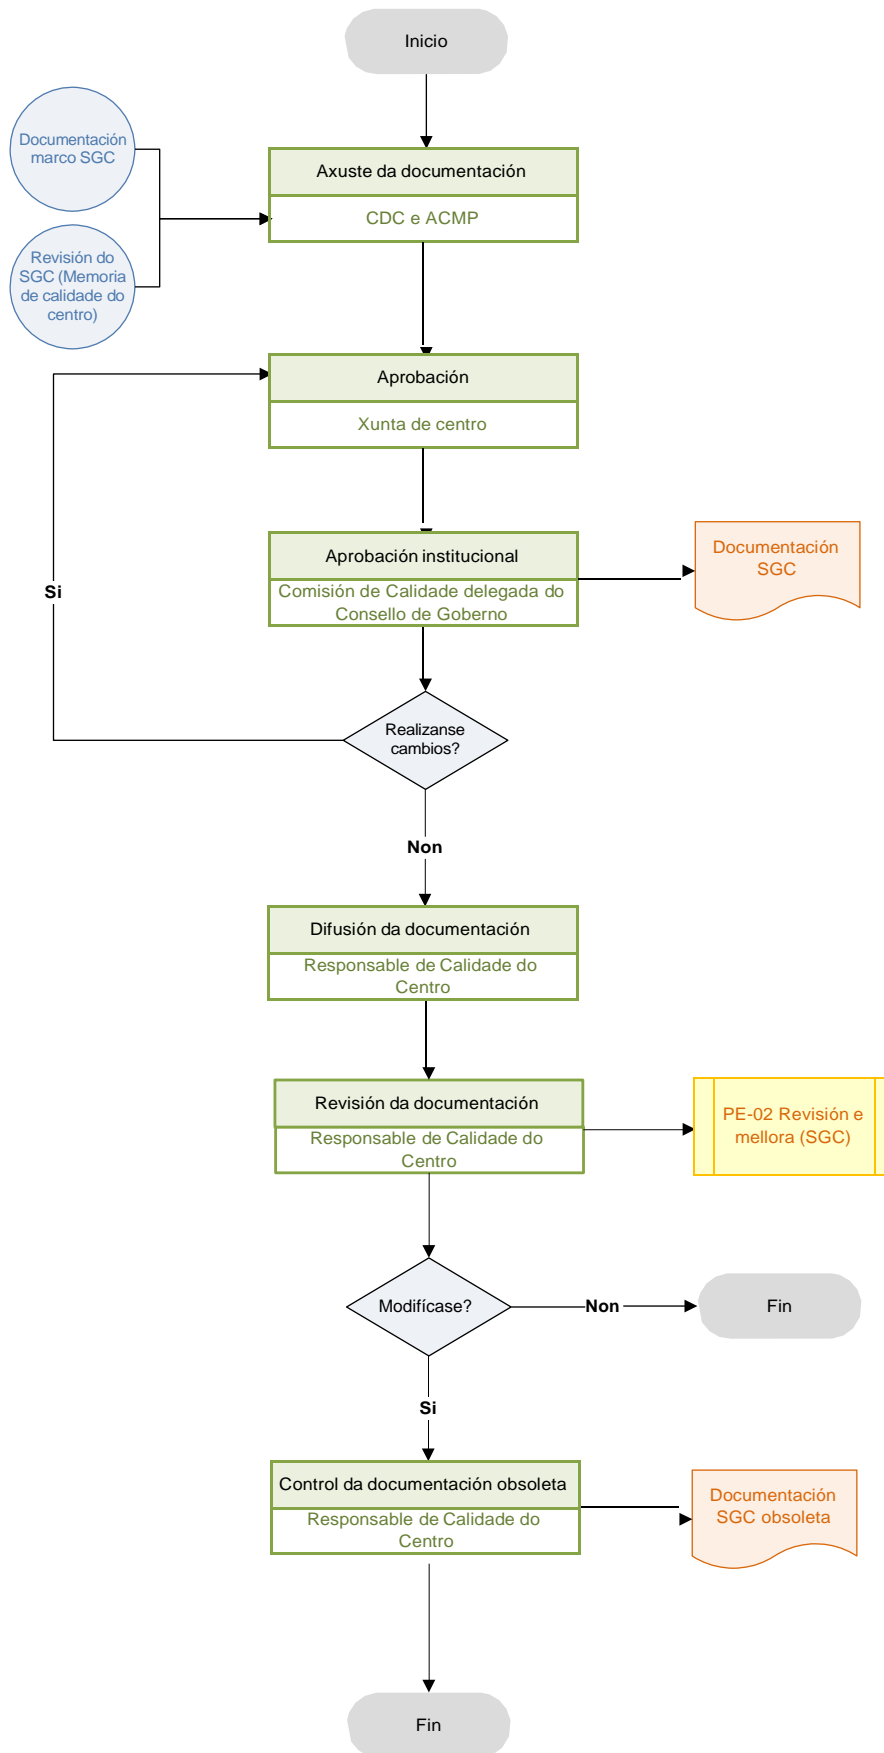 Inicio
Documentación
marco SGC
Axuste da documentación
CDC e ACMP
Revisión do
SGC (Memoria
de calidade do
centro)
Aprobación
Xunta de centro
Aprobación institucional
Comisión de Calidade delegada do
Consello de Goberno
Documentación
SGC
Si
Realizanse
cambios?
Non
Difusión da documentación
Responsable de Calidade do
Centro
Revisión da documentación
Responsable de Calidade do
Centro
PE-02 Revisión e
mellora (SGC)
Modifícase?
Non
Fin
Si
Control da documentación obsoleta
Responsable de Calidade do
Centro
Documentación
SGC obsoleta
Fin